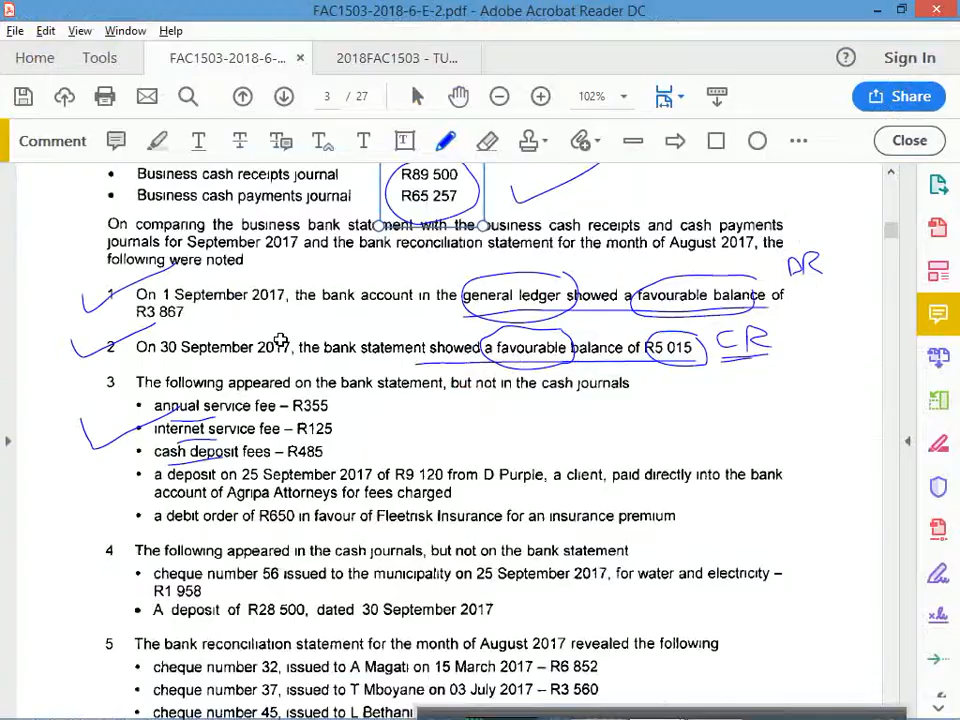 FAC1503-2018-6-E-2.pdf - Adobe Acrobat Reader DC
File Edit View Window Help
Home Tools FAC1503-2018-6-... × 2018FAC1503 - TU... Sign In
3 / 27 102% Share
Comment Close
• Business cash receipts journal R89 500
• Business cash payments journal R65 257
On comparing the business bank statement with the business cash receipts and cash payments
journals for September 2017 and the bank reconciliation statement for the month of August 2017, the
following were noted
DR
1 On 1 September 2017, the bank account in the general ledger showed a favourable balance of
R3 867
2 On 30 September 2017, the bank statement showed a favourable balance of R5 015 CR
3 The following appeared on the bank statement, but not in the cash journals
• annual service fee – R355
• internet service fee – R125
• cash deposit fees – R485
• a deposit on 25 September 2017 of R9 120 from D Purple, a client, paid directly into the bank
account of Agripa Attorneys for fees charged
• a debit order of R650 in favour of Fleetrisk Insurance for an insurance premium
4 The following appeared in the cash journals, but not on the bank statement
• cheque number 56 issued to the municipality on 25 September 2017, for water and electricity –
R1 958
• A deposit of R28 500, dated 30 September 2017
5 The bank reconciliation statement for the month of August 2017 revealed the following
• cheque number 32, issued to A Magati on 15 March 2017 – R6 852
• cheque number 37, issued to T Mboyane on 03 July 2017 – R3 560
• cheque number 45, issued to L Bethani